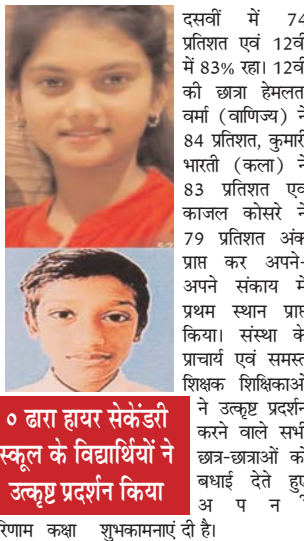 दसवीं में 74
प्रतिशत एवं 12वीं
में 83% रहा। 12वीं
की छात्रा हेमलत
वर्मा (वाणिज्य) ने
84 प्रतिशत, कुमारी
भारती (कला) ने
83 प्रतिशत एवं
काजल कोसरे ने
79 प्रतिशत अंक
प्राप्त कर अपने-
अपने संकाय में
प्रथम स्थान प्राप्त
किया। संस्था के
प्राचार्य एवं समस्त
शिक्षक शिक्षिकाओं
ने उत्कृष्ट प्रदर्शन
करने वाले सभी
छात्र-छात्राओं को
बधाई देते हुए
अ प न
० ढारा हायर सेकेंडरी
स्कूल के विद्यार्थियों ने
उत्कृष्ट प्रदर्शन किया
रिणाम कक्षा शुभकामनाएं दी है।